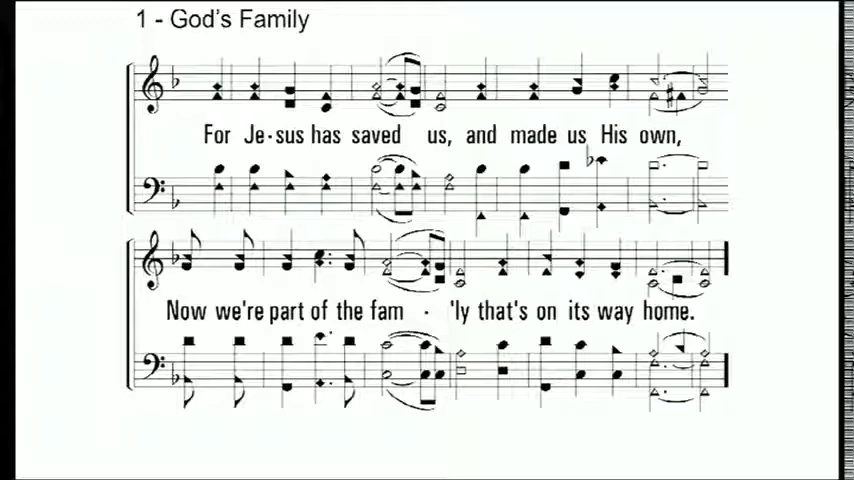 1 - God's Family
For Je-sus has saved us, and made us His own,
Now we're part of the fam - 'ly that's on its way home.